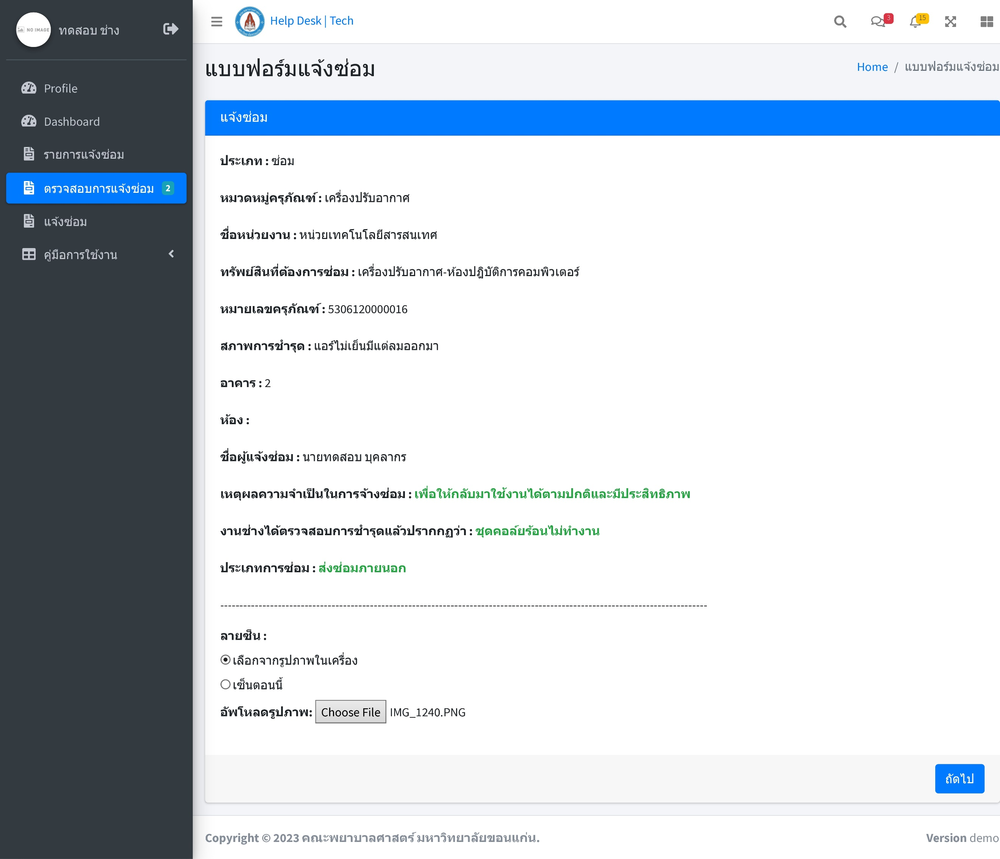 NO IMAGE
ทดสอบ ช่าง
Profile
Dashboard
รายการแจ้งซ่อม
ตรวจสอบการแจ้งซ่อม 2
แจ้งซ่อม
คู่มือการใช้งาน
Help Desk | Tech
3
15
แบบฟอร์มแจ้งซ่อม
Home / แบบฟอร์มแจ้งซ่อม
แจ้งซ่อม
ประเภท : ซ่อม
หมวดหมู่ครุภัณฑ์ : เครื่องปรับอากาศ
ชื่อหน่วยงาน : หน่วยเทคโนโลยีสารสนเทศ
ทรัพย์สินที่ต้องการซ่อม : เครื่องปรับอากาศ-ห้องปฎิบัติการคอมพิวเตอร์
หมายเลขครุภัณฑ์ : 5306120000016
สภาพการชำรุด : แอร์ไม่เย็นมีแต่ลมออกมา
อาคาร : 2
ห้อง :
ชื่อผู้แจ้งซ่อม : นายทดสอบ บุคลากร
เหตุผลความจำเป็นในการจ้างซ่อม : เพื่อให้กลับมาใช้งานได้ตามปกติและมีประสิทธิภาพ
งานช่างได้ตรวจสอบการชำรุดแล้วปรากกฏว่า : ชุดคอล์ยร้อนไม่ทำงาน
ประเภทการซ่อม : ส่งซ่อมภายนอก
ลายซ็น :
เลือกจากรูปภาพในเครื่อง
เซ็นตอนนี้
อัพโหลดรูปภาพ: Choose File IMG_1240.PNG
ถัดไป
Copyright © 2023 คณะพยาบาลศาสตร์ มหาวิทยาลัยขอนแก่น.
Version demo